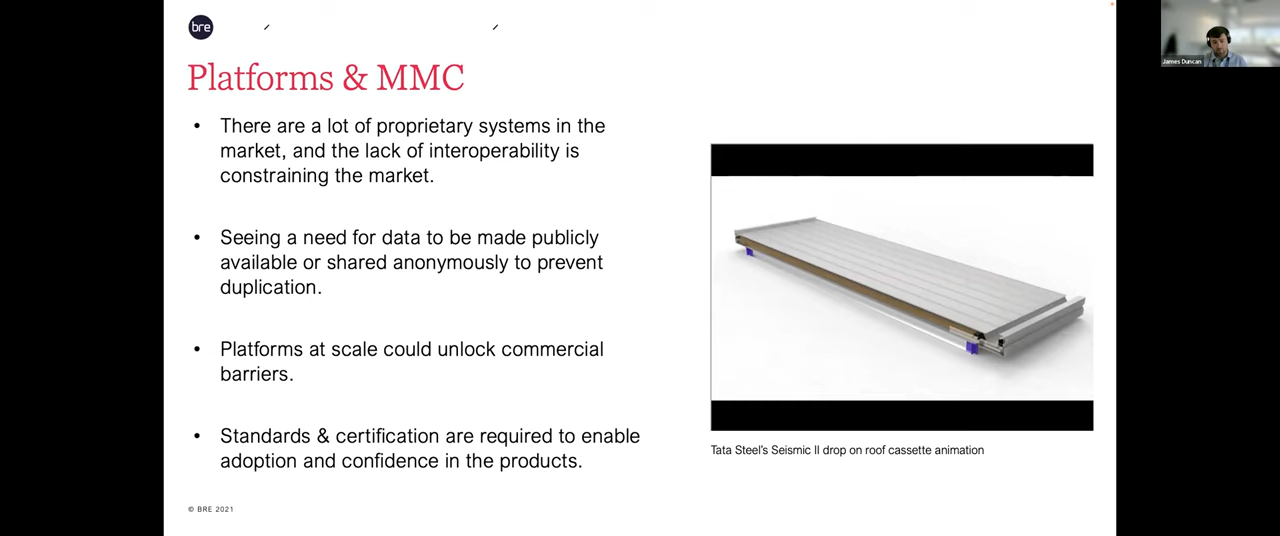 bre
Platforms & MMC
• There are a lot of proprietary systems in the
market, and the lack of interoperability is
constraining the market.
• Seeing a need for data to be made publicly
available or shared anonymously to prevent
duplication.
• Platforms at scale could unlock commercial
barriers.
• Standards & certification are required to enable
adoption and confidence in the products.
Tata Steel's Seismic II drop on roof cassette animation
© BRE 2021
James Duncan